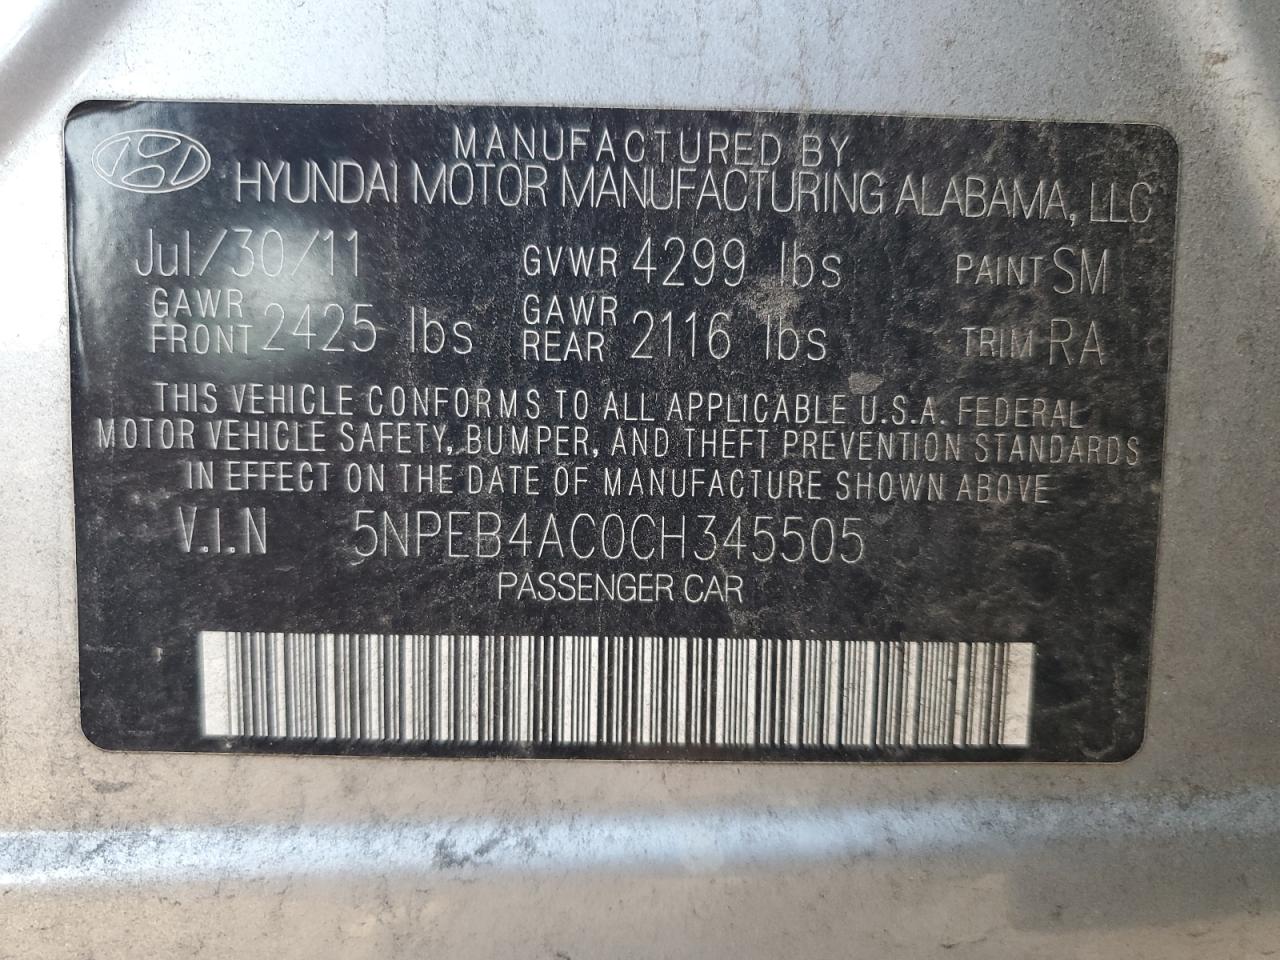 MANUFACTURED BY
HYUNDAI MOTOR MANUFACTURING ALABAMA, LLC
Jul/30/11 GVWR 4299 lbs PAINT SM
GAWR FRONT 2425 lbs GAWR REAR 2116 lbs TRIM RA
THIS VEHICLE CONFORMS TO ALL APPLICABLE U.S.A. FEDERAL
MOTOR VEHICLE SAFETY, BUMPER, AND THEFT PREVENTION STANDARDS
IN EFFECT ON THE DATE OF MANUFACTURE SHOWN ABOVE
V.I.N 5NPEB4AC0CH345505
PASSENGER CAR